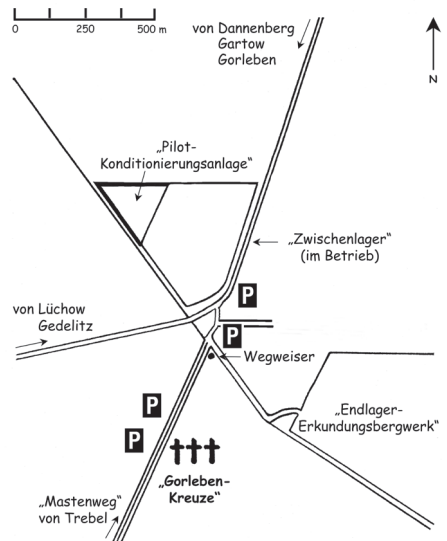 0 250 500 m
von Dannenberg
Gartow
Gorleben
N
„Pilot-
Konditionierungsanlage“
„Zwischenlager“
(im Betrieb)
P
von Lüchow
Gedelitz
P
Wegweiser
P
„Endlager-
Erkundungsbergwerk“
P
„Gorleben-
Kreuze“
„Mastenweg“
von Trebel